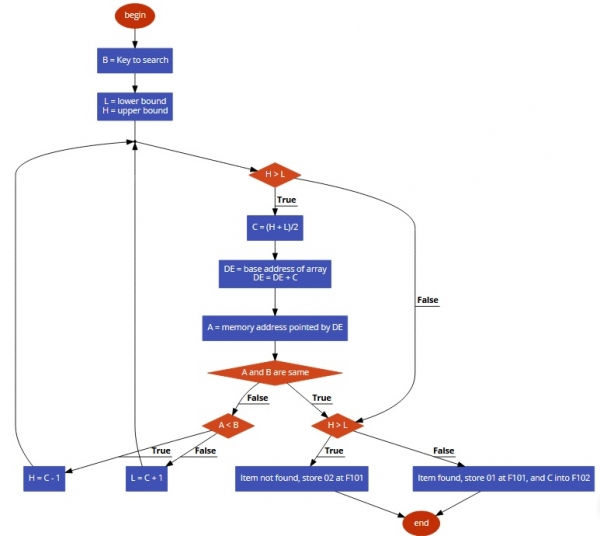 begin
B = Key to search
L = lower bound
H = upper bound
H > L
True
C = (H + L)/2
DE = base address of array
DE = DE + C
False
A = memory address pointed by DE
A and B are same
False
True
A < B
H > L
True
False
True
False
H = C - 1
L = C + 1
Item not found, store 02 at F101
Item found, store 01 at F101, and C into F102
end